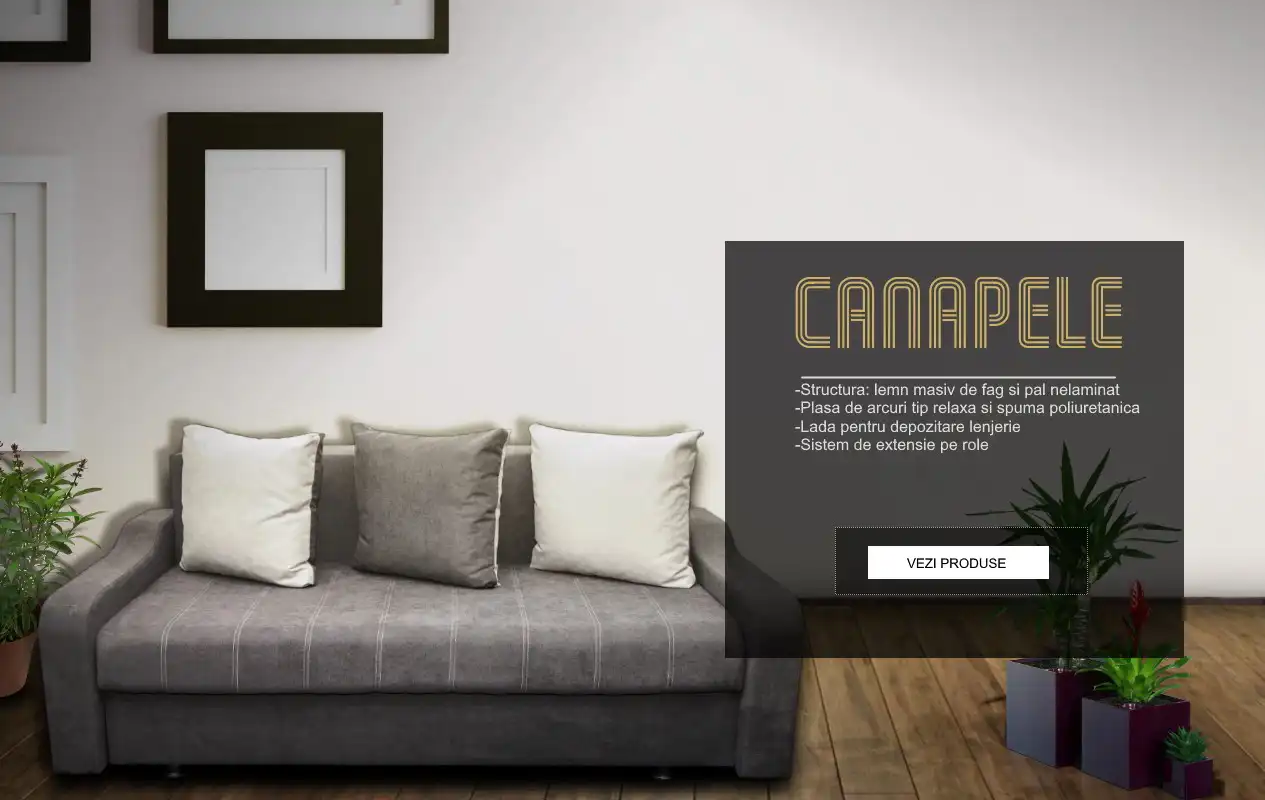 CANAPELE
-Structura: lemn masiv de fag si pal nelaminat
-Plasa de arcuri tip relaxa si spuma poliuretanica
-Lada pentru depozitare lenjerie
-Sistem de extensie pe role
VEZI PRODUSE